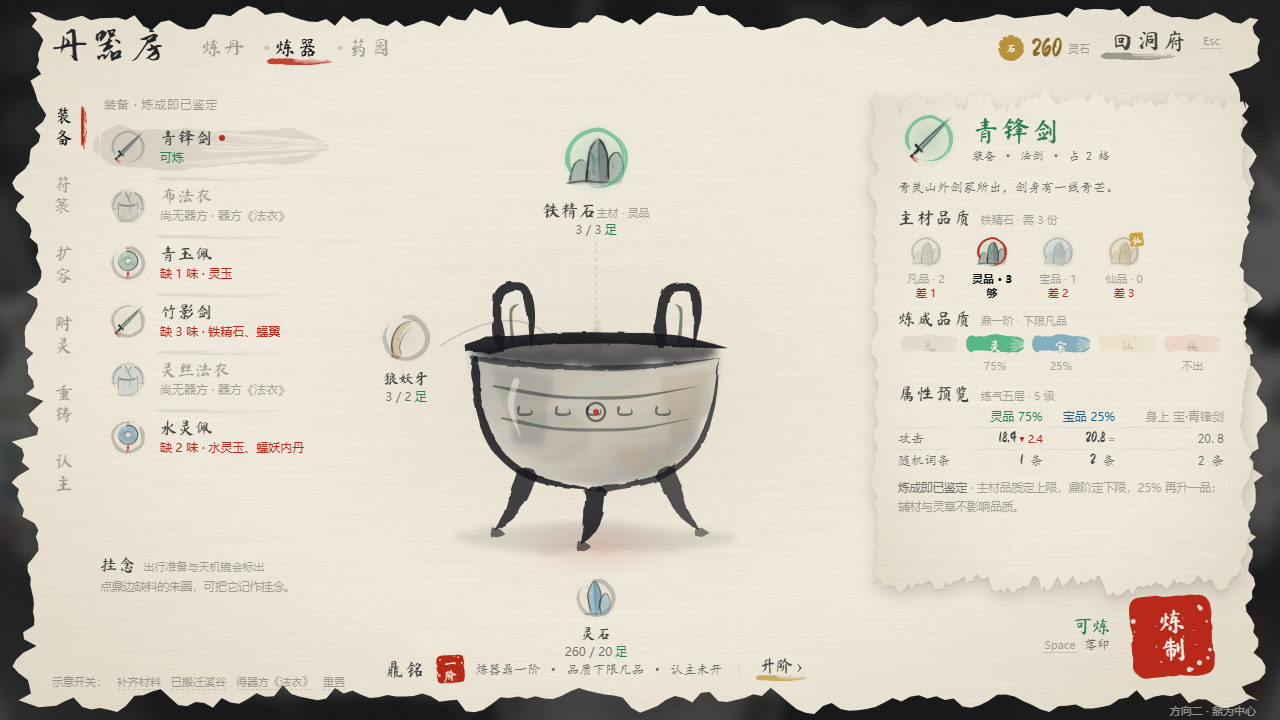 丹器房
炼丹
炼器
药园
石
260 灵石
回洞府
Esc
装备
符箓
扩容
附灵
重铸
认主
装备 · 炼成即已鉴定
青锋剑
可炼
布法衣
尚无器方 · 器方《法衣》
青玉佩
缺 1 味 · 灵玉
竹影剑
缺 3 味 · 铁精石、蝠翼
灵丝法衣
尚无器方 · 器方《法衣》
水灵佩
缺 2 味 · 水灵玉、蝠妖内丹
挂念 出行准备与天机镜会标出
点鼎边缺料的朱圈，可把它记作挂念。
示意开关： 补齐材料 已搬迁溪谷 得器方《法衣》 重置
铁精石 主材 · 灵品
3 / 3 足
狼妖牙
3 / 2 足
灵石
260 / 20 足
鼎铭 一阶 炼器鼎一阶 • 品质下限凡品 • 认主未开 升阶 ›
青锋剑
装备 • 法剑 • 占 2 格
青岚山外剑冢所出，剑身有一线青芒。
主材品质 铁精石 · 需 3 份
仙
凡品 · 2 灵品 · 3 宝品 · 1 仙品 · 0
差 1 够 差 2 差 3
炼成品质 鼎一阶 · 下限凡品
凡 灵 宝 仙
75% 25% 不出
属性预览 炼气五层 · 5 级
灵品 75% 宝品 25% 身上 宝·青锋剑
攻击 18.4 ▾ 2.4 20.8 = 20.8
随机词条 1 条 2 条 2 条
炼成即已鉴定 · 主材品质定上限，鼎阶定下限，25% 再升一品；
辅材与灵草不影响品质。
可炼
Space 落印
炼制
方向二 · 鼎为中心